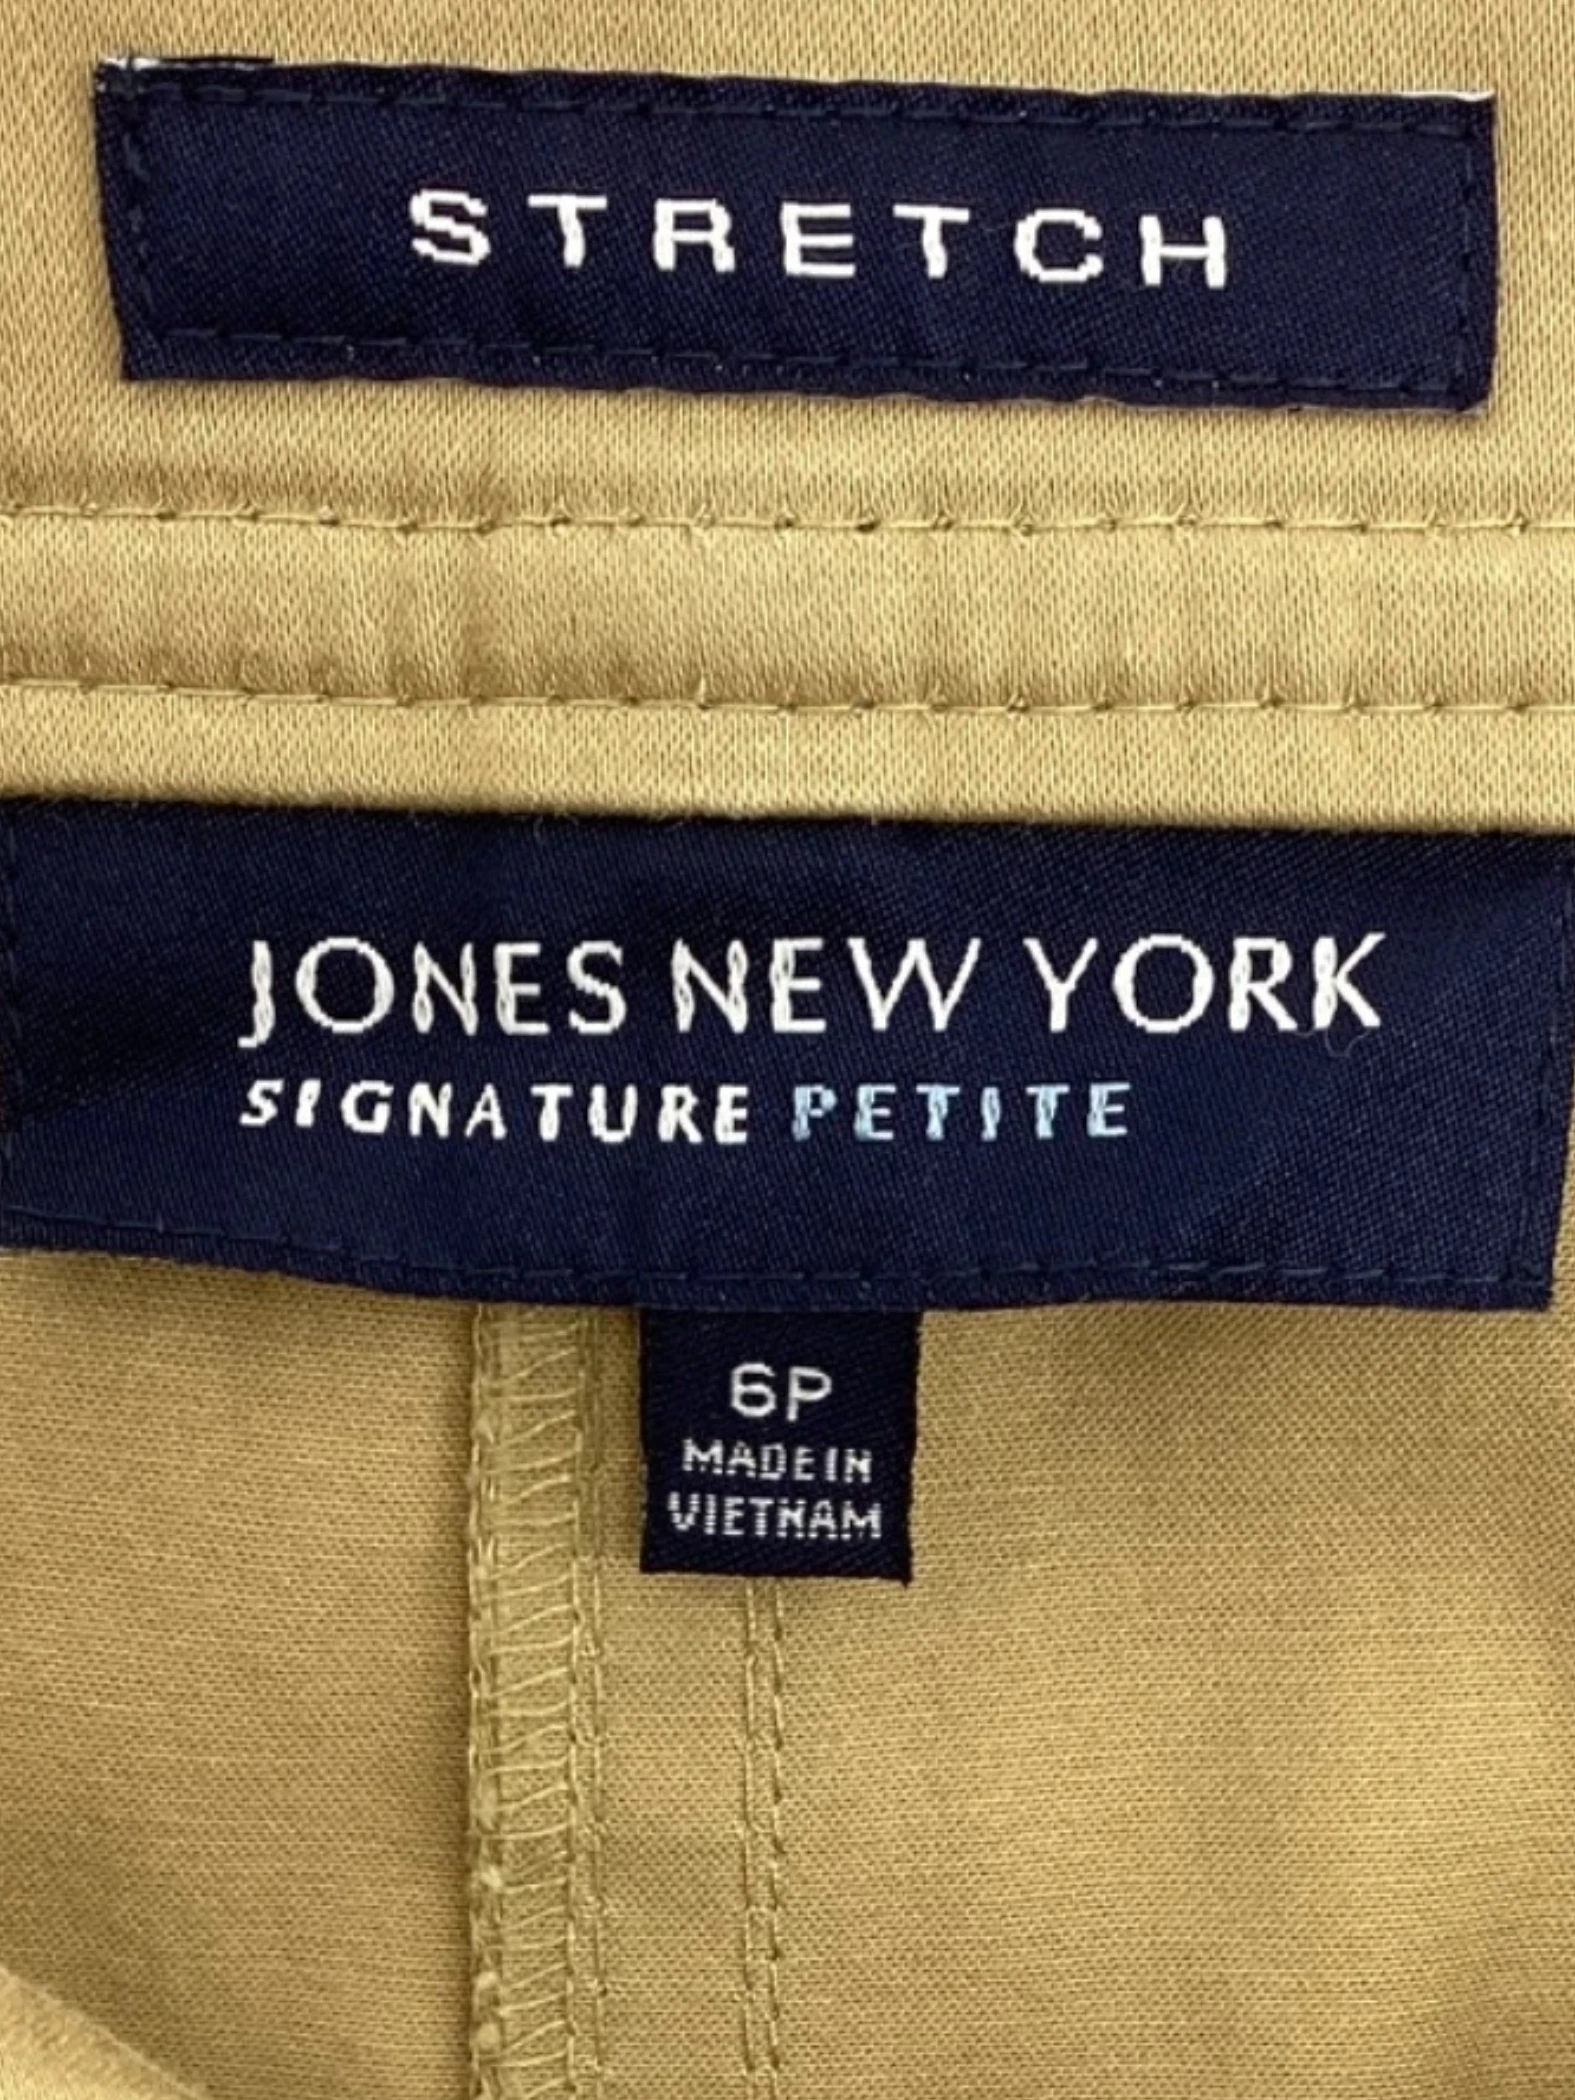 STRETCH
JONES NEW YORK
SIGNATURE PETITE
6P
MADE IN
VIETNAM